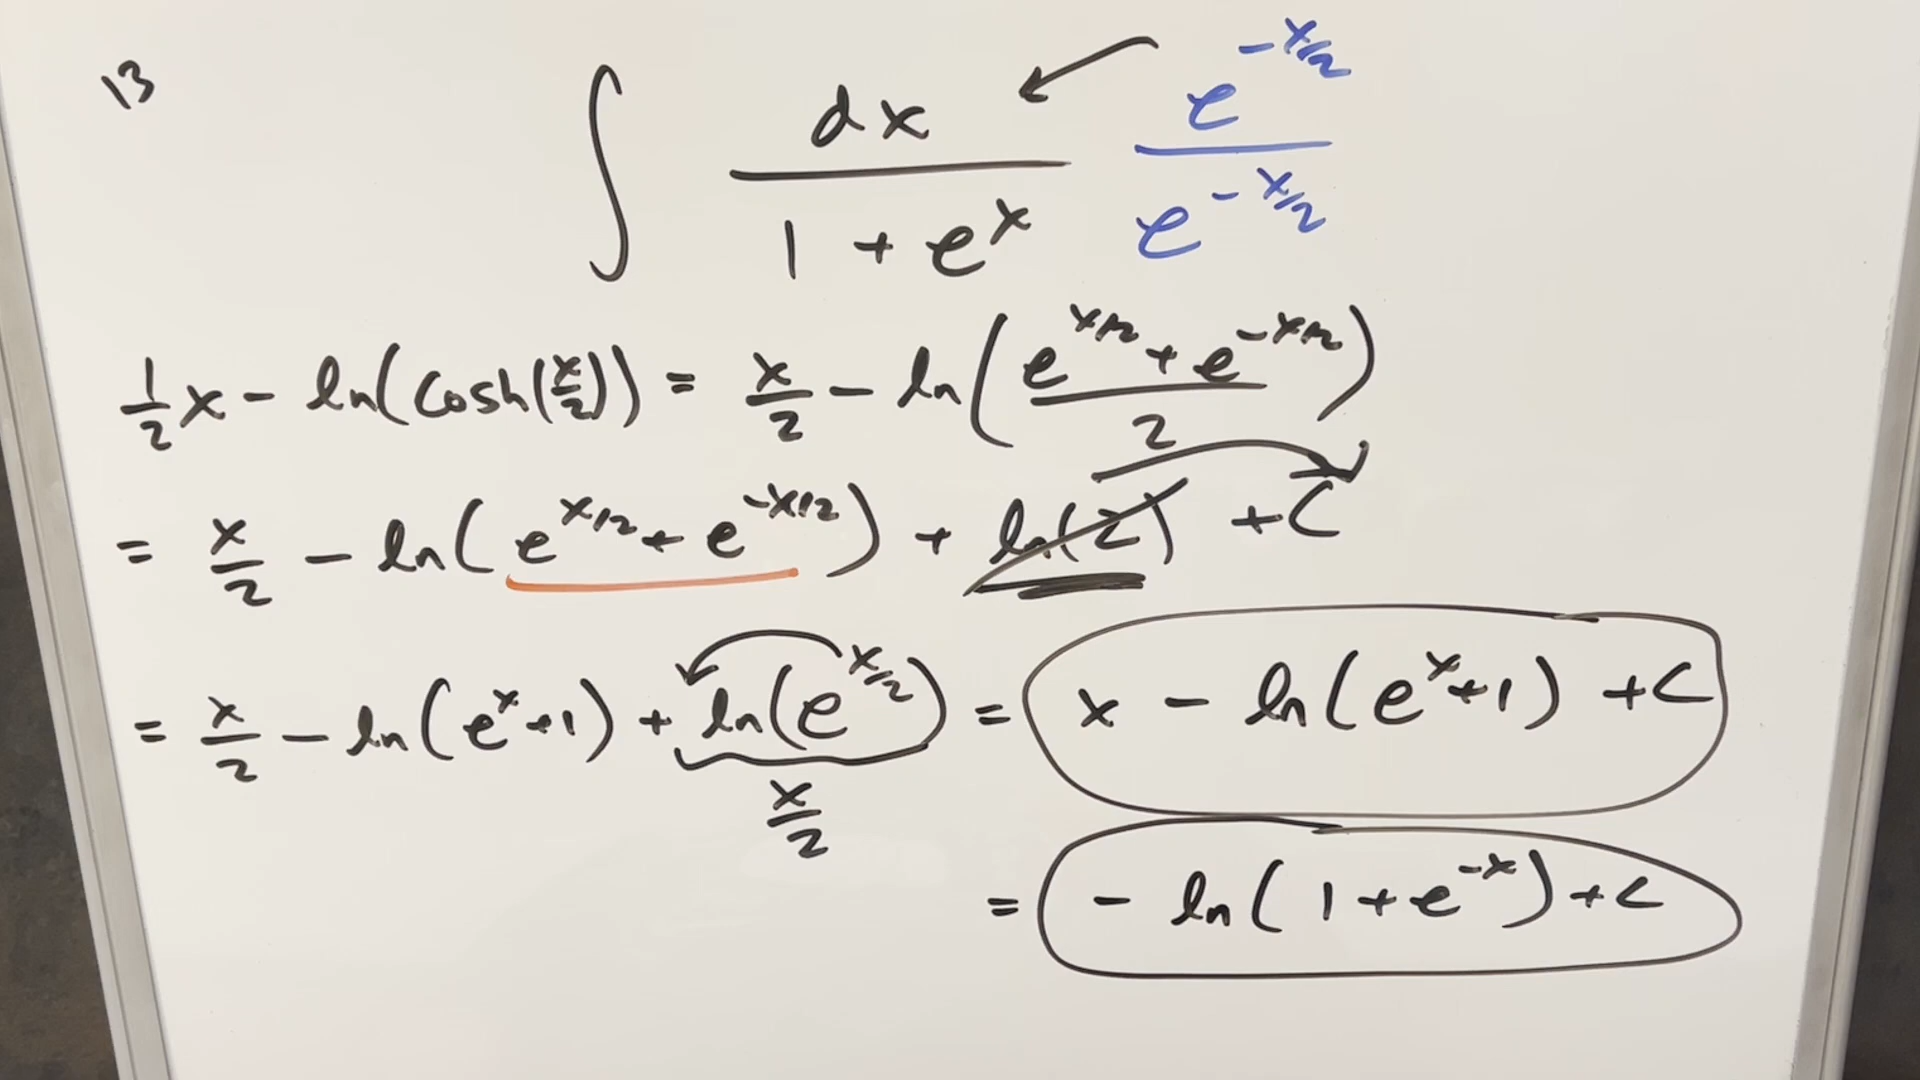 13
∫ dx / (1 + e^x) e^(-x/2) / e^(-x/2)
1/2 x - ln(cosh(x/2)) = x/2 - ln((e^(x/2) + e^(-x/2)) / 2)
= x/2 - ln(e^(x/2) + e^(-x/2)) + ln(2) + C
= x/2 - ln(e^x + 1) + ln(e^(x/2)) = x - ln(e^x + 1) + C
x/2
= - ln(1 + e^(-x)) + C